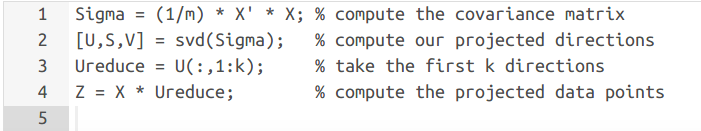 1 Sigma = (1/m) * X' * X; % compute the covariance matrix
2 [U,S,V] = svd(Sigma);   % compute our projected directions
3 Ureduce = U(:,1:k);     % take the first k directions
4 Z = X * Ureduce;        % compute the projected data points
5